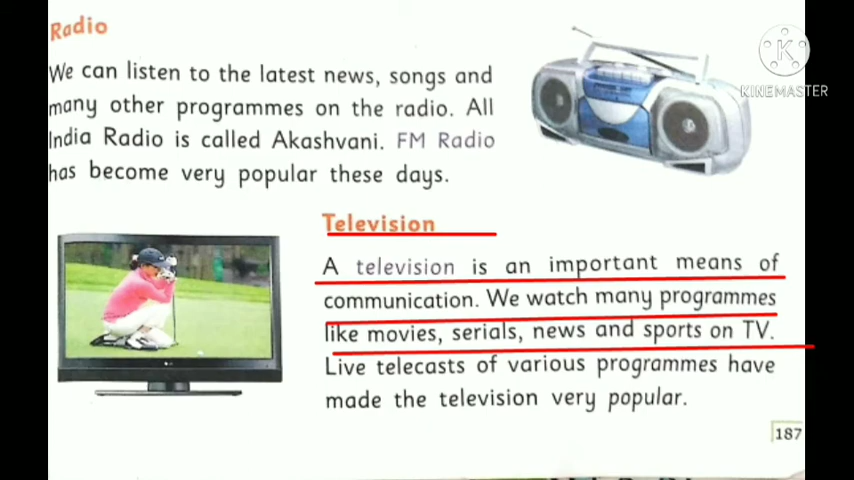 Radio
We can listen to the latest news, songs and
many other programmes on the radio. All
India Radio is called Akashvani. FM Radio
has become very popular these days.
KINEMASTER
Television
A television is an important means of
communication. We watch many programmes
like movies, serials, news and sports on TV.
Live telecasts of various programmes have
made the television very popular.
187